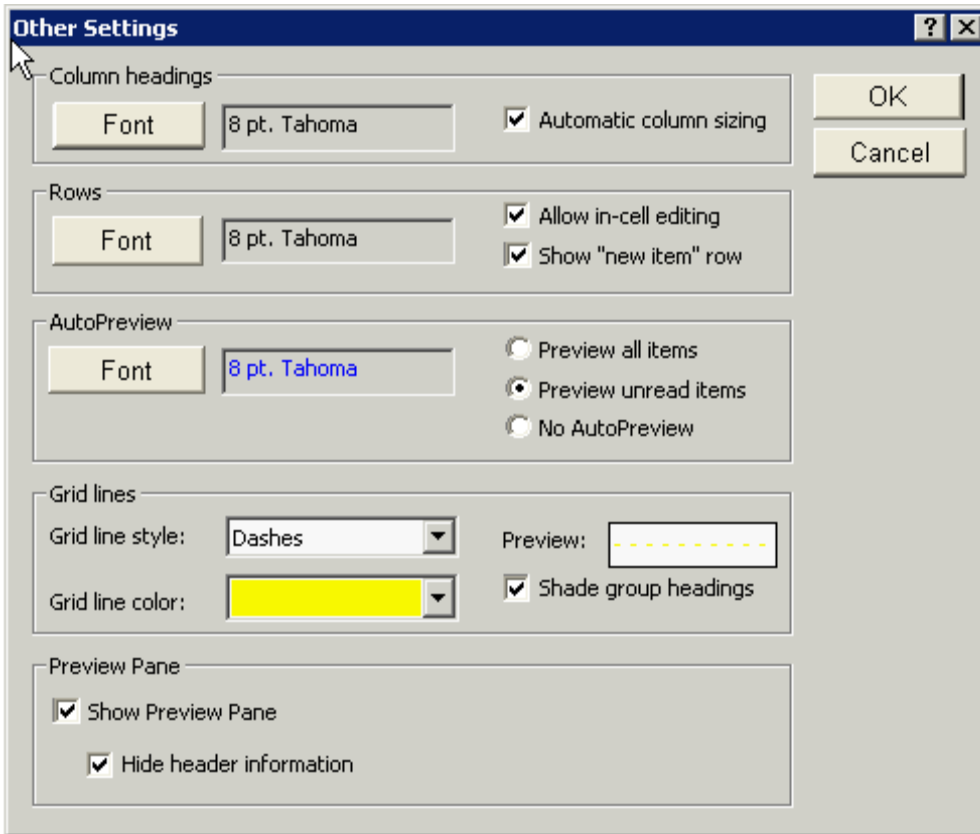 Other Settings
Column headings
Font
8 pt. Tahoma
Automatic column sizing
OK
Cancel
Rows
Font
8 pt. Tahoma
Allow in-cell editing
Show "new item" row
AutoPreview
Font
8 pt. Tahoma
Preview all items
Preview unread items
No AutoPreview
Grid lines
Grid line style:
Dashes
Preview:
Grid line color:
Shade group headings
Preview Pane
Show Preview Pane
Hide header information